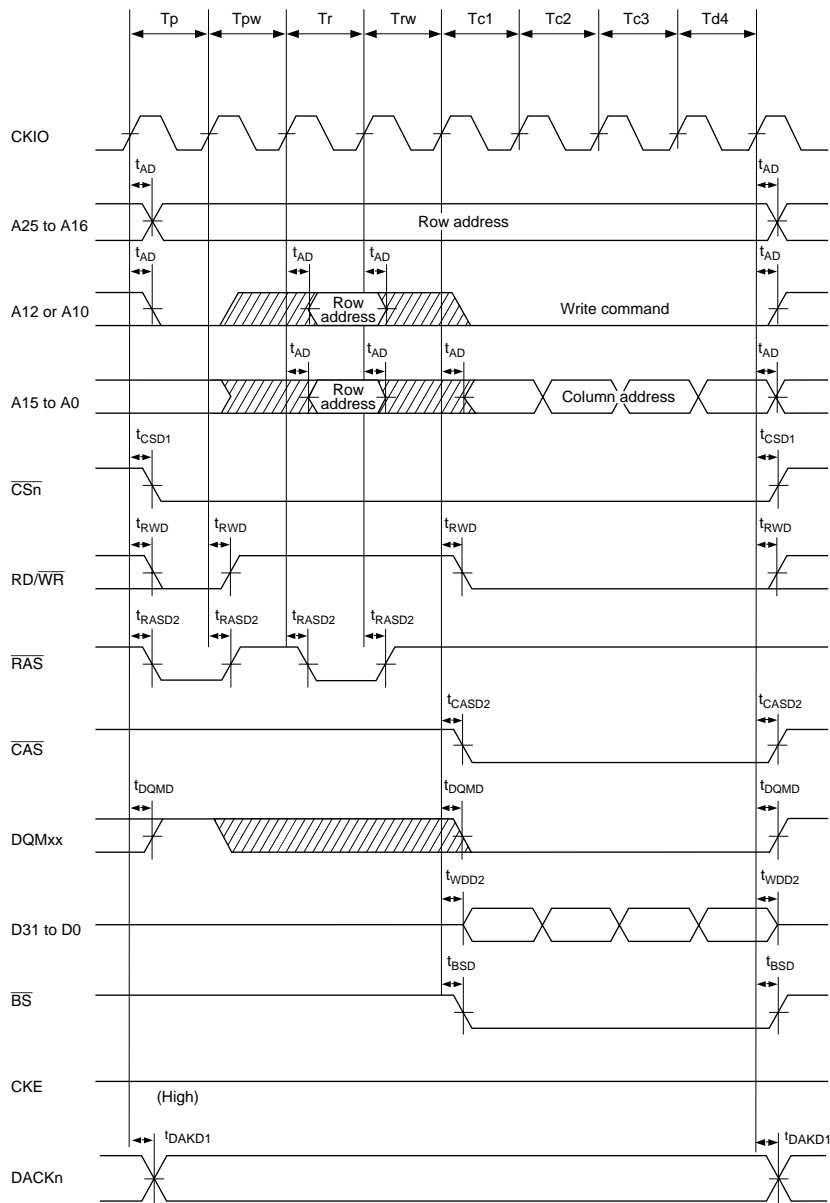 Tp Tpw Tr Trw Tc1 Tc2 Tc3 Td4
CKIO
tAD tAD
A25 to A16 Row address
tAD tAD tAD tAD
A12 or A10 Row address Write command
tAD tAD tAD tAD
A15 to A0 Row address Column address
tCSD1 tCSD1
CSn
tRWD tRWD tRWD tRWD
RD/WR
tRASD2 tRASD2 tRASD2 tRASD2
RAS
tCASD2 tCASD2
CAS
tDQMD tDQMD tDQMD
DQMxx
tWDD2 tWDD2
D31 to D0
tBSD tBSD
BS
CKE
(High)
tDAKD1 tDAKD1
DACKn